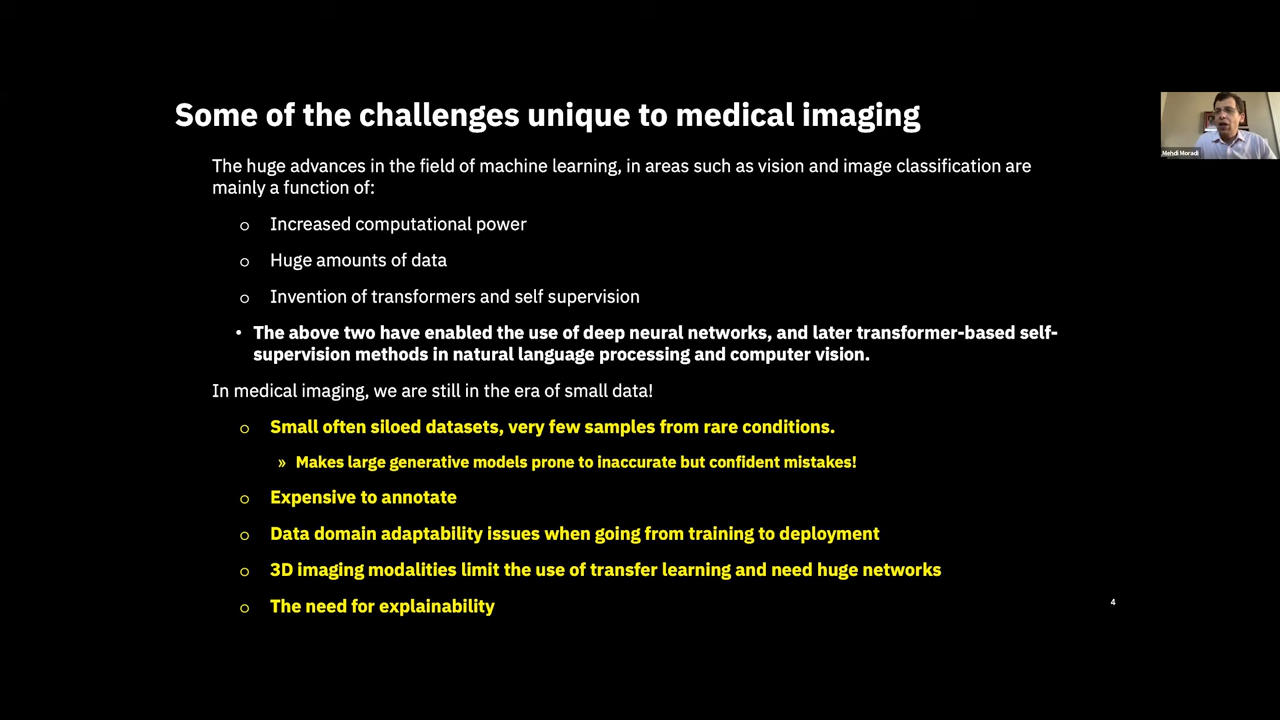 Some of the challenges unique to medical imaging
Mehdi Moradi
The huge advances in the field of machine learning, in areas such as vision and image classification are
mainly a function of:
o Increased computational power
o Huge amounts of data
o Invention of transformers and self supervision
• The above two have enabled the use of deep neural networks, and later transformer-based self-
supervision methods in natural language processing and computer vision.
In medical imaging, we are still in the era of small data!
o Small often siloed datasets, very few samples from rare conditions.
» Makes large generative models prone to inaccurate but confident mistakes!
o Expensive to annotate
o Data domain adaptability issues when going from training to deployment
o 3D imaging modalities limit the use of transfer learning and need huge networks
o The need for explainability
4